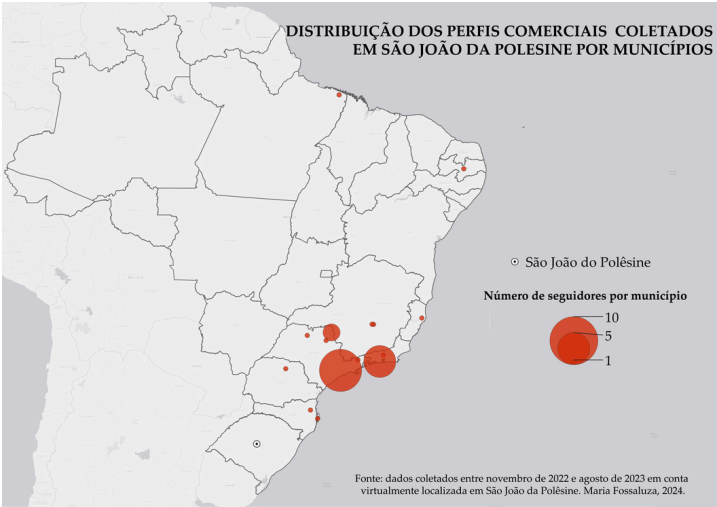 DISTRIBUIÇÃO DOS PERFIS COMERCIAIS COLETADOS
EM SÃO JOÃO DA POLESINE POR MUNICÍPIOS
São João do Polêsine
Número de seguidores por município
10
5
1
Fonte: dados coletados entre novembro de 2022 e agosto de 2023 em conta
virtualmente localizada em São João da Polêsine. Maria Fossaluza, 2024.